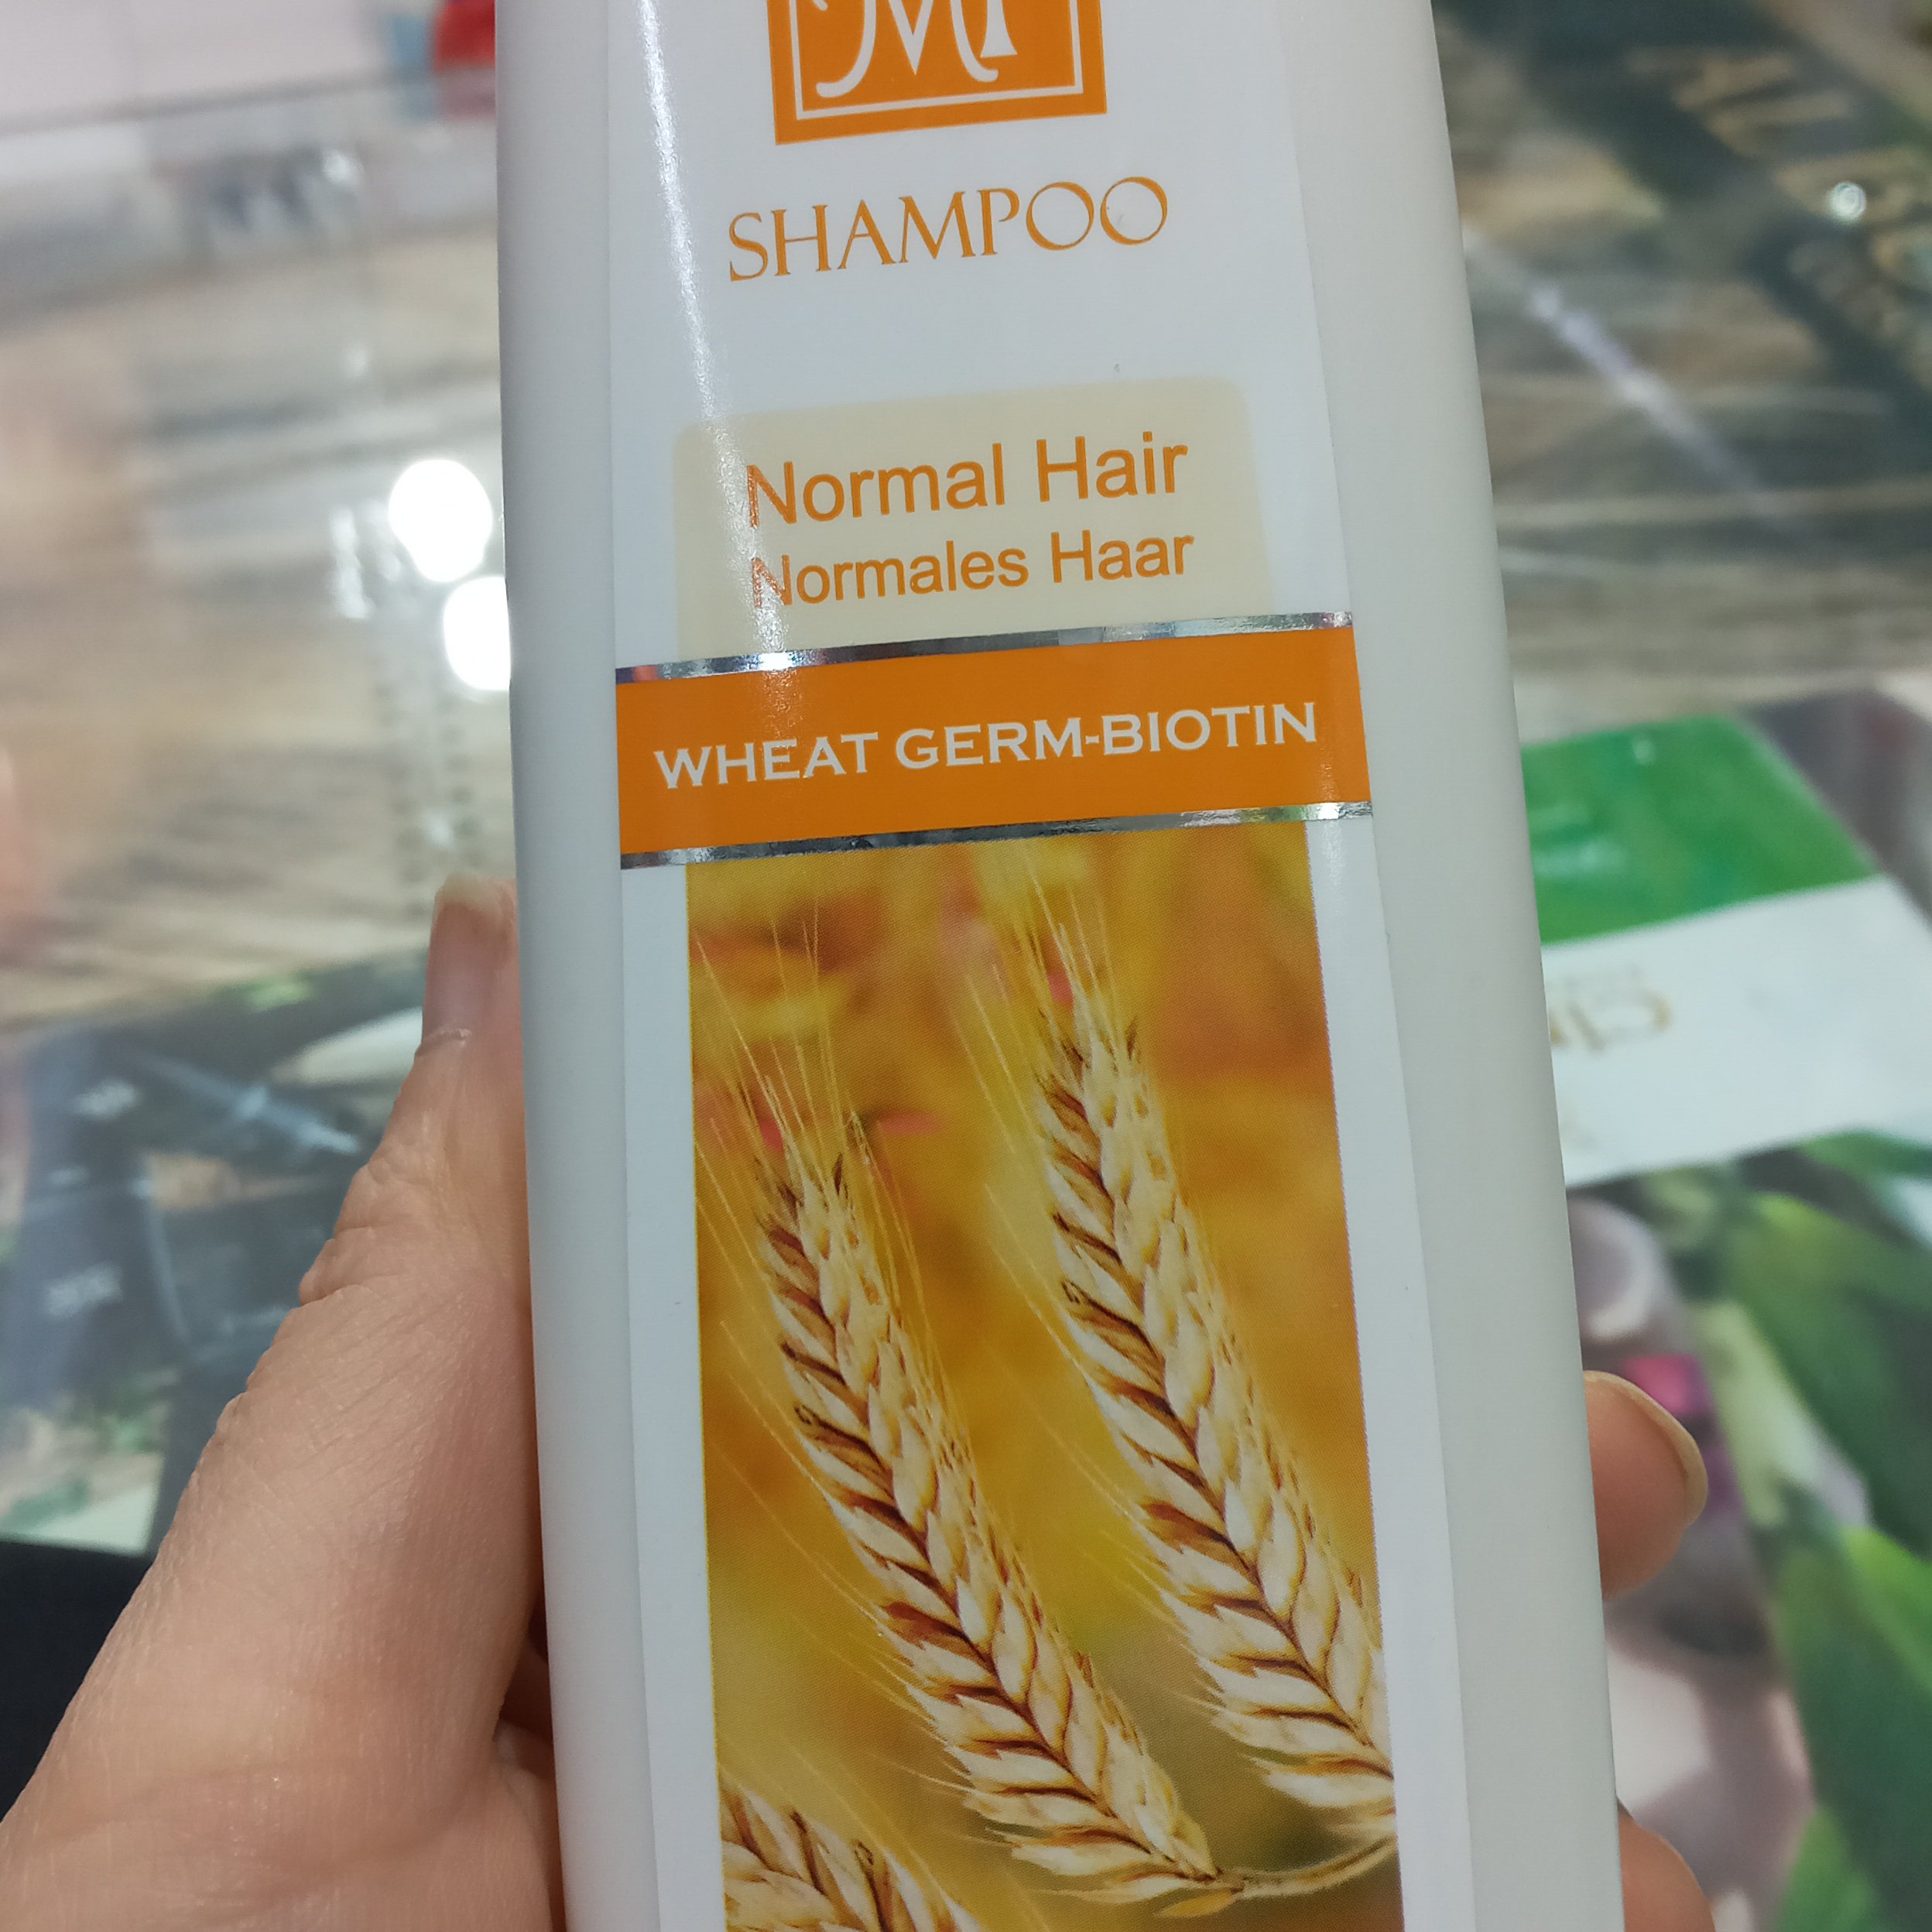 M
SHAMPOO
Normal Hair
Normales Haar
WHEAT GERM-BIOTIN